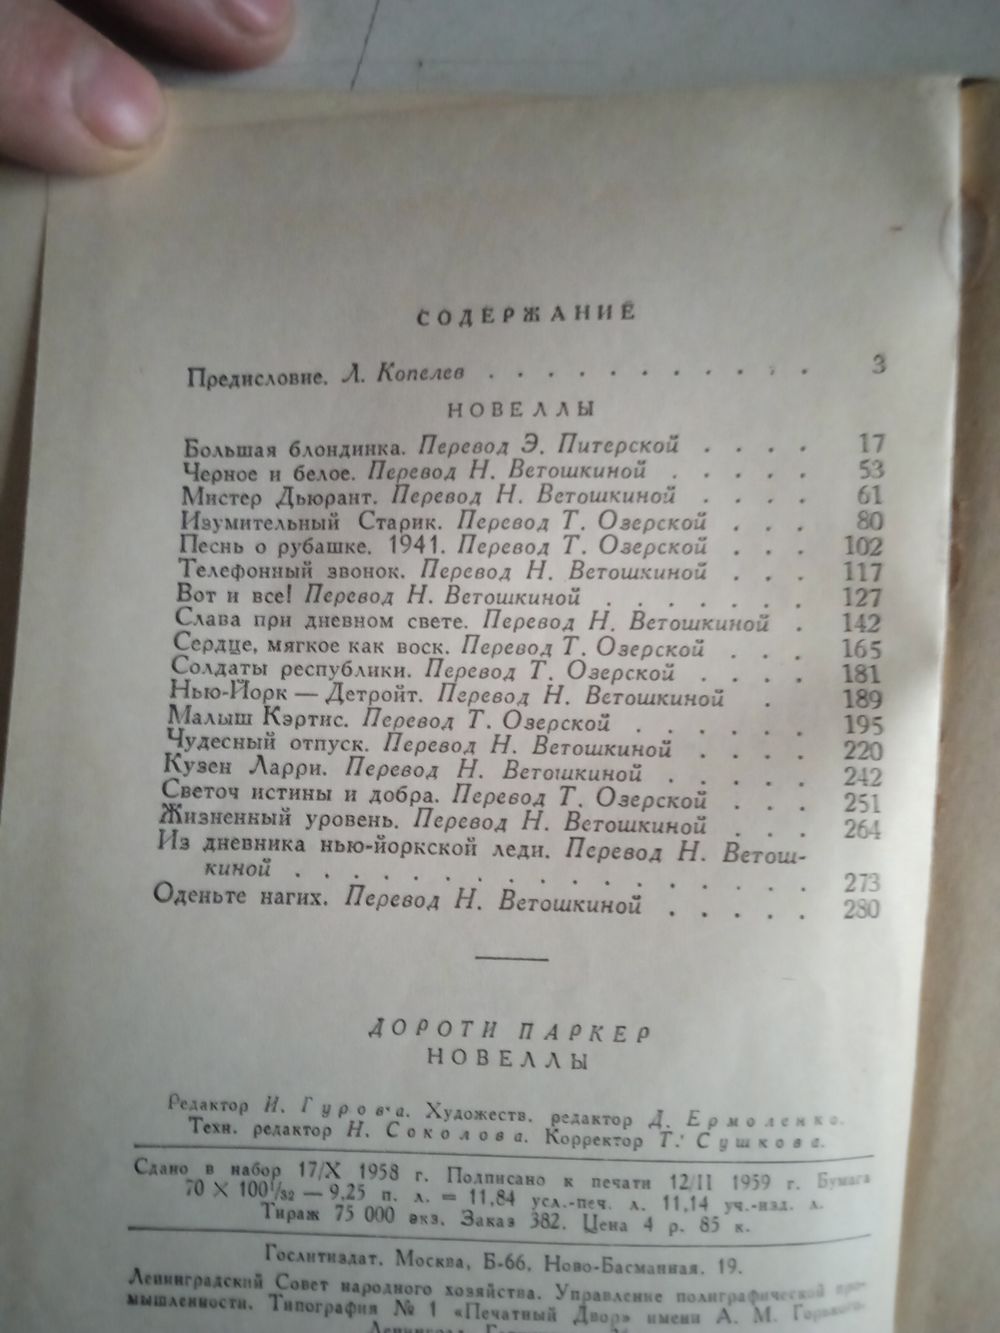 СОДЕРЖАНИЕ
Предисловие. Л. Копелев . . . . . . . . . . . 3
НОВЕЛЛЫ
Большая блондинка. Перевод Э. Питерской . . . . 17
Черное и белое. Перевод Н. Ветошкиной . . . . . 53
Мистер Дьюрант. Перевод Н. Ветошкиной . . . . 61
Изумительный Старик. Перевод Т. Озерской . . . 80
Песнь о рубашке. 1941. Перевод Т. Озерской . . . 102
Телефонный звонок. Перевод Н. Ветошкиной . . . 117
Вот и все! Перевод Н. Ветошкиной . . . . . . . 127
Слава при дневном свете. Перевод Н. Ветошкиной . 142
Сердце, мягкое как воск. Перевод Т. Озерской . . . 165
Солдаты республики. Перевод Т. Озерской . . . . 181
Нью-Йорк — Детройт. Перевод Н. Ветошкиной . 189
Малыш Кэртис. Перевод Т. Озерской . . . . . . 195
Чудесный отпуск. Перевод Н. Ветошкиной . . . . 220
Кузен Ларри. Перевод Н. Ветошкиной . . . . . 242
Светоч истины и добра. Перевод Т. Озерской . . . 251
Жизненный уровень. Перевод Н. Ветошкиной . . . 264
Из дневника нью-йоркской леди. Перевод Н. Ветош-
киной . . . . . . . . . . . . . . . . . 273
Оденьте нагих. Перевод Н. Ветошкиной . . . . . 280
ДОРОТИ ПАРКЕР
НОВЕЛЛЫ
Редактор И. Гурова. Художеств. редактор Д. Ермоленко.
Техн. редактор Н. Соколова. Корректор Т. Сушкова.
Сдано в набор 17/X 1958 г. Подписано к печати 12/II 1959 г. Бумага
70 × 100 1/32 — 9,25 п. л. = 11,84 усл.-печ. л. 11,14 уч.-изд. л.
Тираж 75 000 экз. Заказ 382. Цена 4 р. 85 к.
Гослитиздат, Москва, Б-66, Ново-Басманная, 19.
Ленинградский Совет народного хозяйства. Управление полиграфической про-
мышленности. Типография № 1 «Печатный Двор» имени А. М. Горького.
Ленинград,